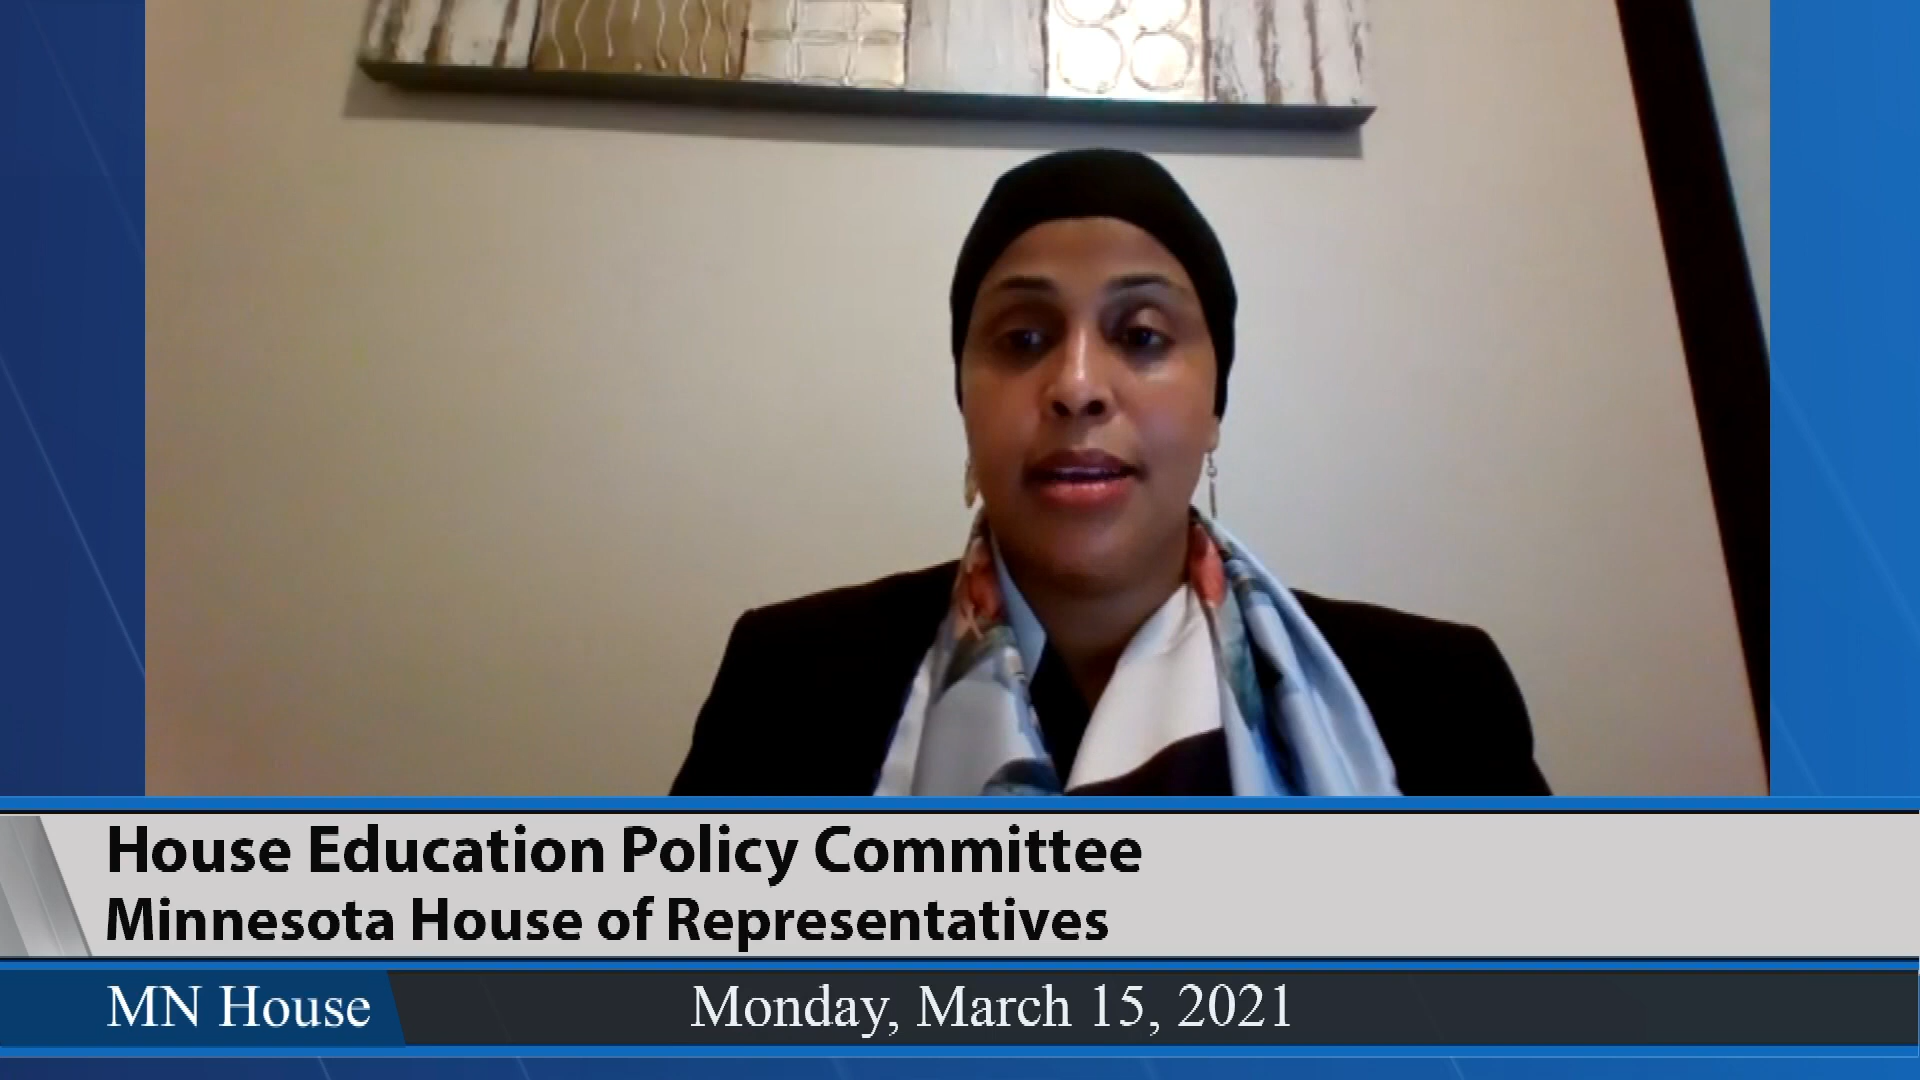 House Education Policy Committee
Minnesota House of Representatives
MN House
Monday, March 15, 2021